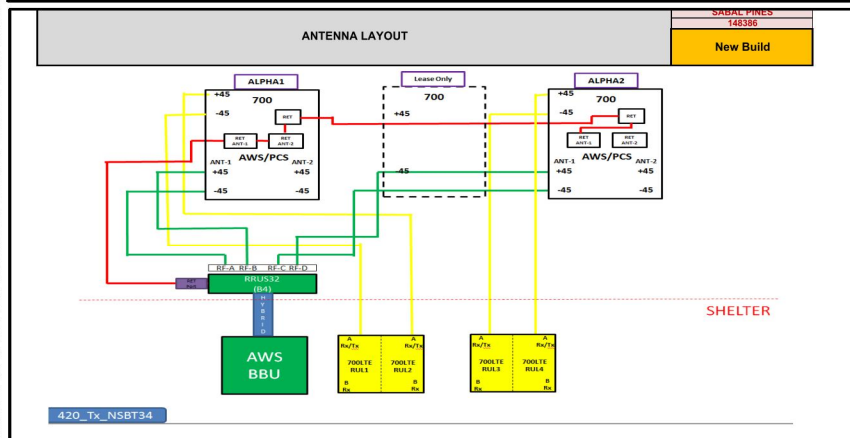 SABAL PINES
148386
ANTENNA LAYOUT
New Build
ALPHA1
Lease Only
ALPHA2
+45
700
-45
RET
RET
ANT-1
RET
ANT-2
AWS/PCS
ANT-1
ANT-2
+45
+45
-45
-45
700
+45
-45
+45
700
-45
RET
RET
ANT-1
RET
ANT-2
AWS/PCS
ANT-1
ANT-2
+45
+45
-45
-45
RF-A RF-B RF-C RF-D
RET
RRUS32
(B4)
SHELTER
HYBRID
AWS
BBU
A
Rx/Tx
A
Rx/Tx
700LTE
RUL1
700LTE
RUL2
B
Rx
B
Rx
A
Rx/Tx
A
Rx/Tx
700LTE
RUL3
700LTE
RUL4
B
Rx
B
Rx
420_Tx_NSBT34